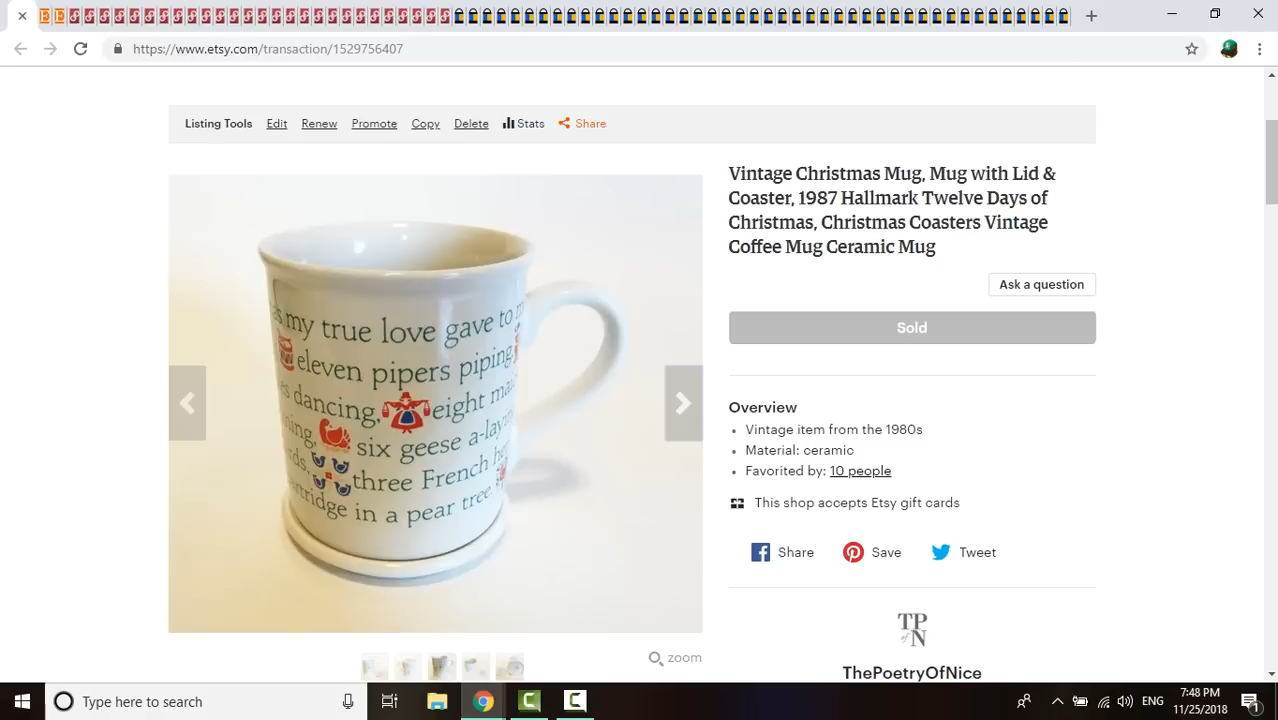 https://www.etsy.com/transaction/1529756407
Listing Tools Edit Renew Promote Copy Delete Stats Share
my true love gave to
eleven pipers piping,
dancing, eight
six geese a-laying
three French
in a pear tree.
zoom
Vintage Christmas Mug, Mug with Lid &
Coaster, 1987 Hallmark Twelve Days of
Christmas, Christmas Coasters Vintage
Coffee Mug Ceramic Mug
Ask a question
Sold
Overview
Vintage item from the 1980s
Material: ceramic
Favorited by: 10 people
This shop accepts Etsy gift cards
Share Save Tweet
TP
of N
ThePoetryOfNice
Type here to search
ENG
7:48 PM
11/25/2018
1